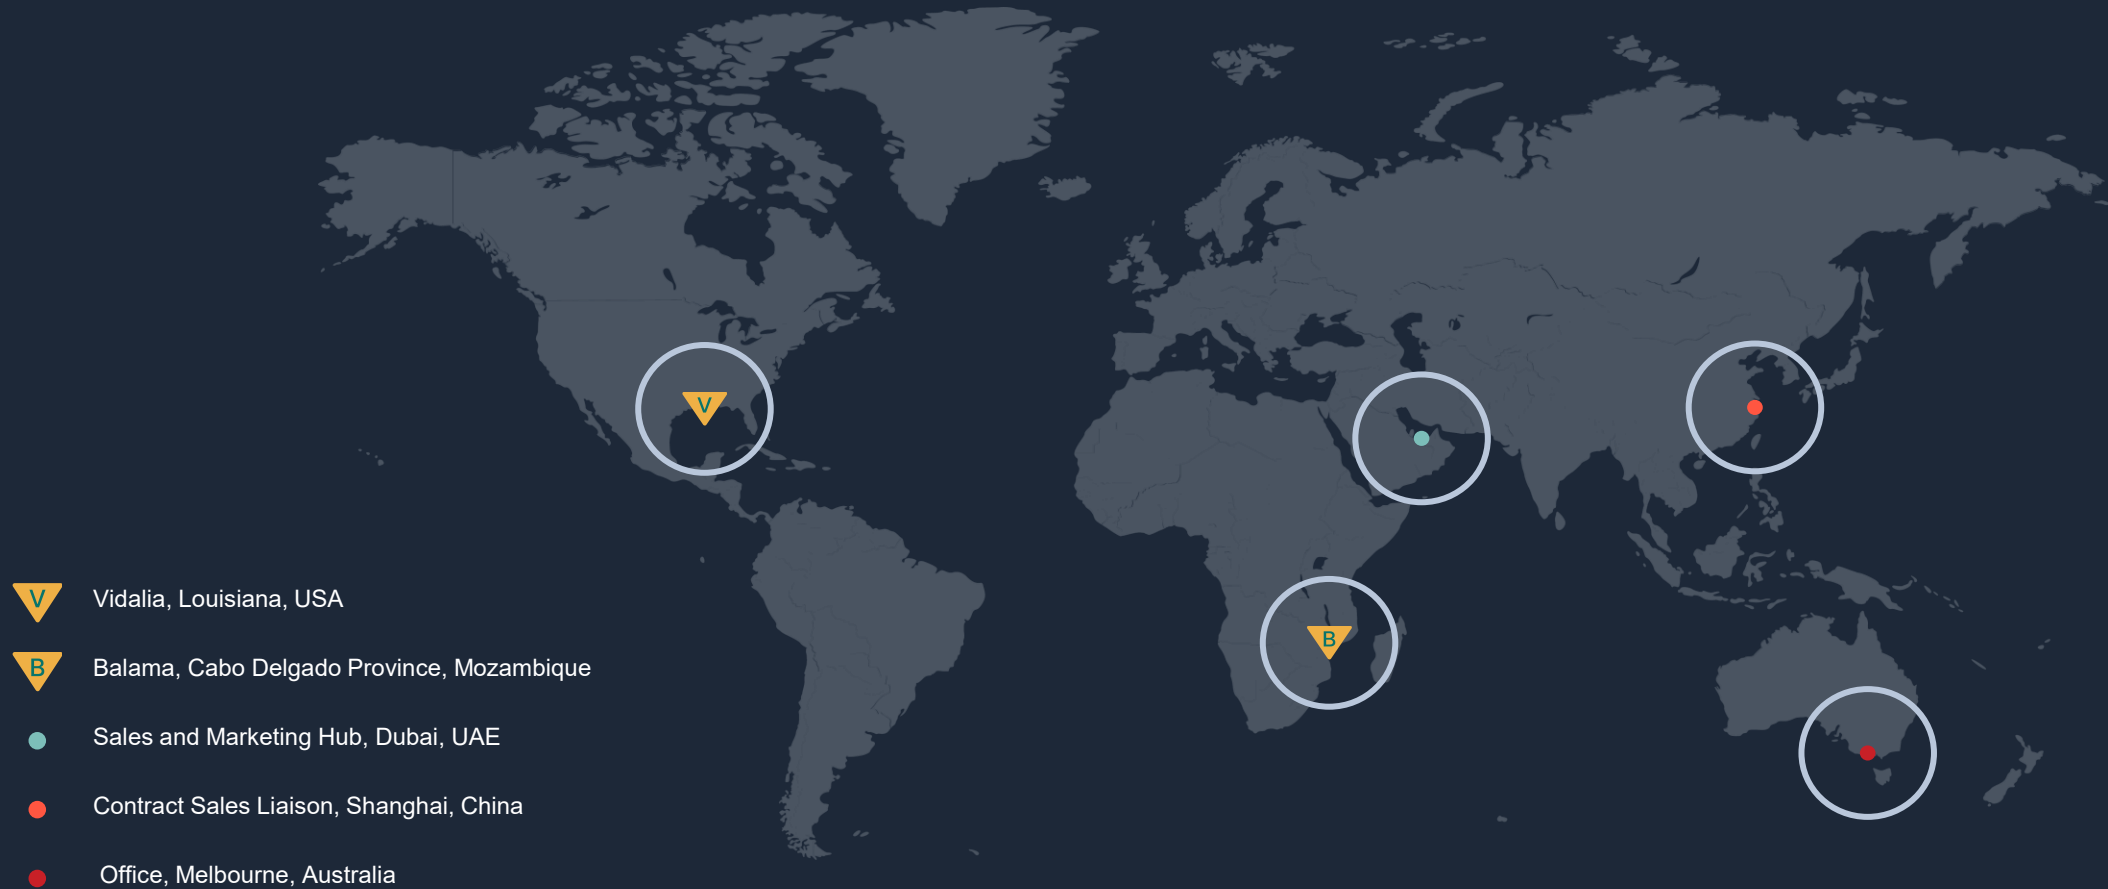 V
B
V Vidalia, Louisiana, USA
B Balama, Cabo Delgado Province, Mozambique
Sales and Marketing Hub, Dubai, UAE
Contract Sales Liaison, Shanghai, China
Office, Melbourne, Australia